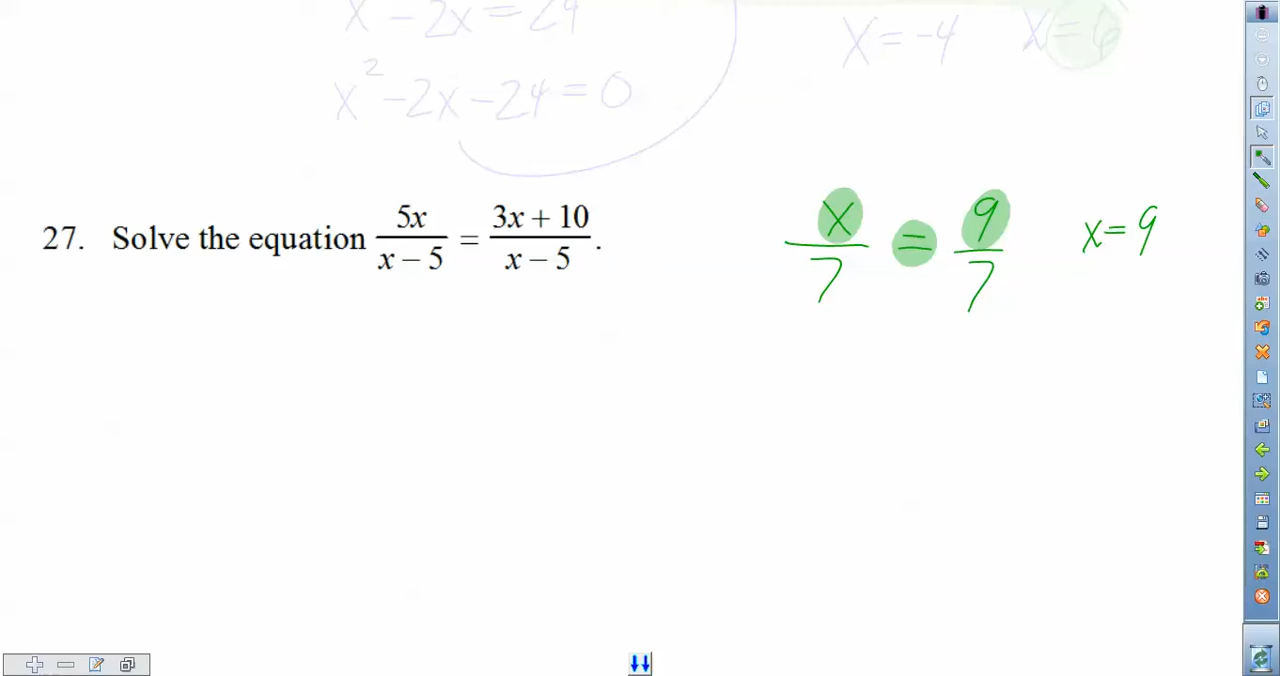 x - 2x = 24
x² - 2x - 24 = 0
x = -4 x = 6
27. Solve the equation 5x/(x – 5) = (3x + 10)/(x – 5).
x/7 = 9/7 x = 9